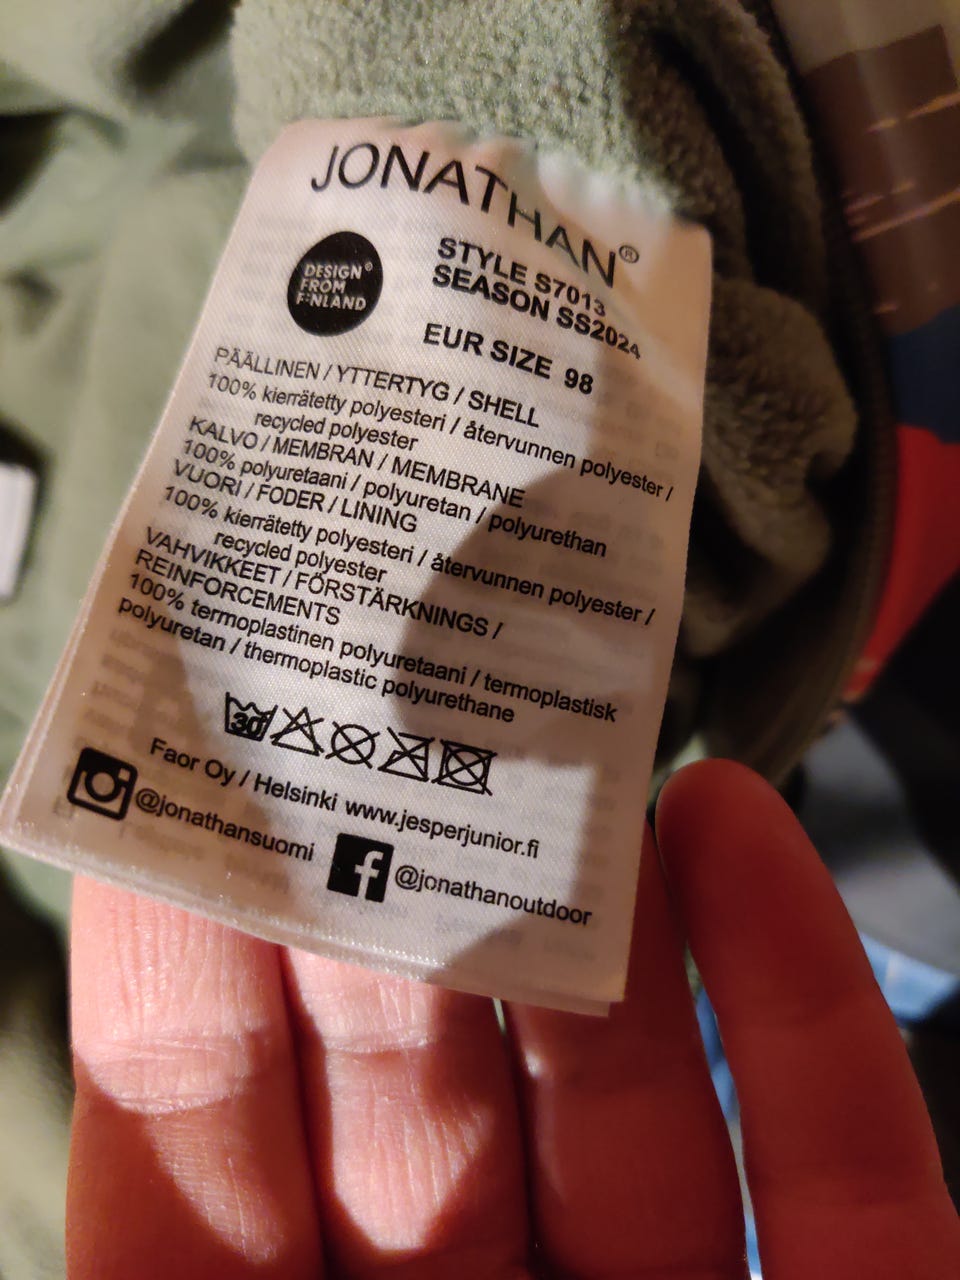 JONATHAN®
DESIGN®
FROM
FINLAND
STYLE S7013
SEASON SS2024
EUR SIZE 98
PÄÄLLINEN / YTTERTYG / SHELL
100% kierrätetty polyesteri / återvunnen polyester /
recycled polyester
KALVO / MEMBRAN / MEMBRANE
100% polyuretaani / polyuretan / polyurethan
VUORI / FODER / LINING
100% kierrätetty polyesteri / återvunnen polyester /
recycled polyester
VAHVIKKEET / FÖRSTÄRKNINGS /
REINFORCEMENTS
100% termoplastinen polyuretaani / termoplastisk
polyuretan / thermoplastic polyurethane
30
Faor Oy / Helsinki www.jesperjunior.fi
@jonathansuomi
f @jonathanoutdoor